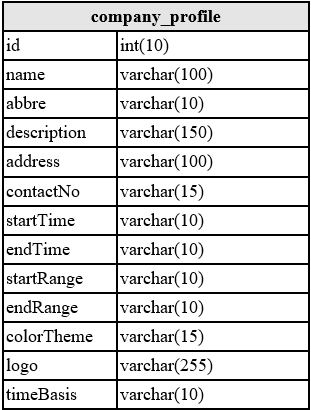 company_profile
id int(10)
name varchar(100)
abbre varchar(10)
description varchar(150)
address varchar(100)
contactNo varchar(15)
startTime varchar(10)
endTime varchar(10)
startRange varchar(10)
endRange varchar(10)
colorTheme varchar(15)
logo varchar(255)
timeBasis varchar(10)